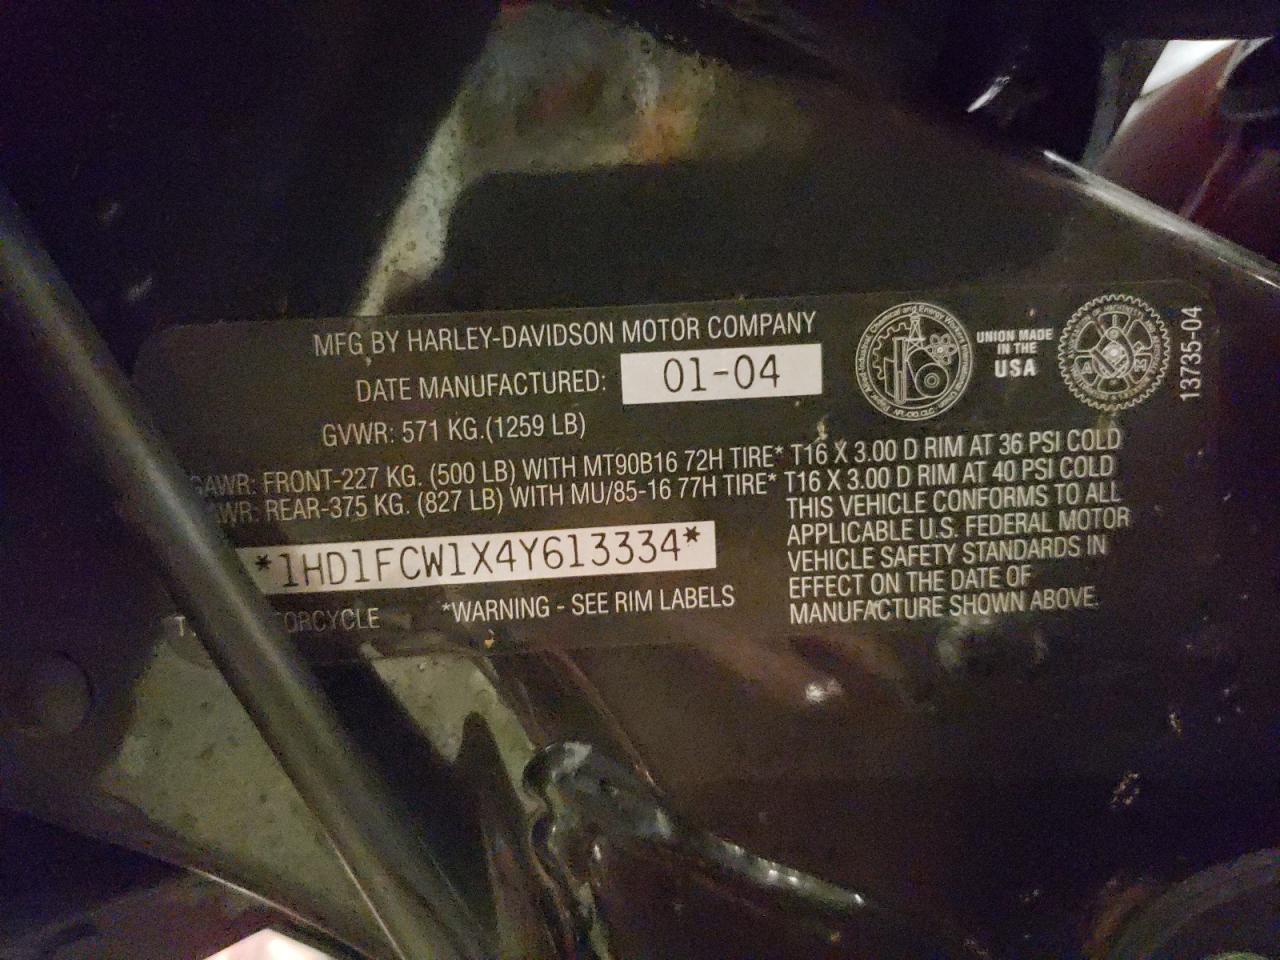 MFG BY HARLEY-DAVIDSON MOTOR COMPANY
DATE MANUFACTURED: 01-04
GVWR: 571 KG.(1259 LB)
GAWR: FRONT-227 KG. (500 LB) WITH MT90B16 72H TIRE* T16 X 3.00 D RIM AT 36 PSI COLD
WR: REAR-375 KG. (827 LB) WITH MU/85-16 77H TIRE* T16 X 3.00 D RIM AT 40 PSI COLD
*1HD1FCW1X4Y613334*
T ORCYCLE *WARNING - SEE RIM LABELS
THIS VEHICLE CONFORMS TO ALL
APPLICABLE U.S. FEDERAL MOTOR
VEHICLE SAFETY STANDARDS IN
EFFECT ON THE DATE OF
MANUFACTURE SHOWN ABOVE.
UNION MADE
IN THE
USA
13735-04